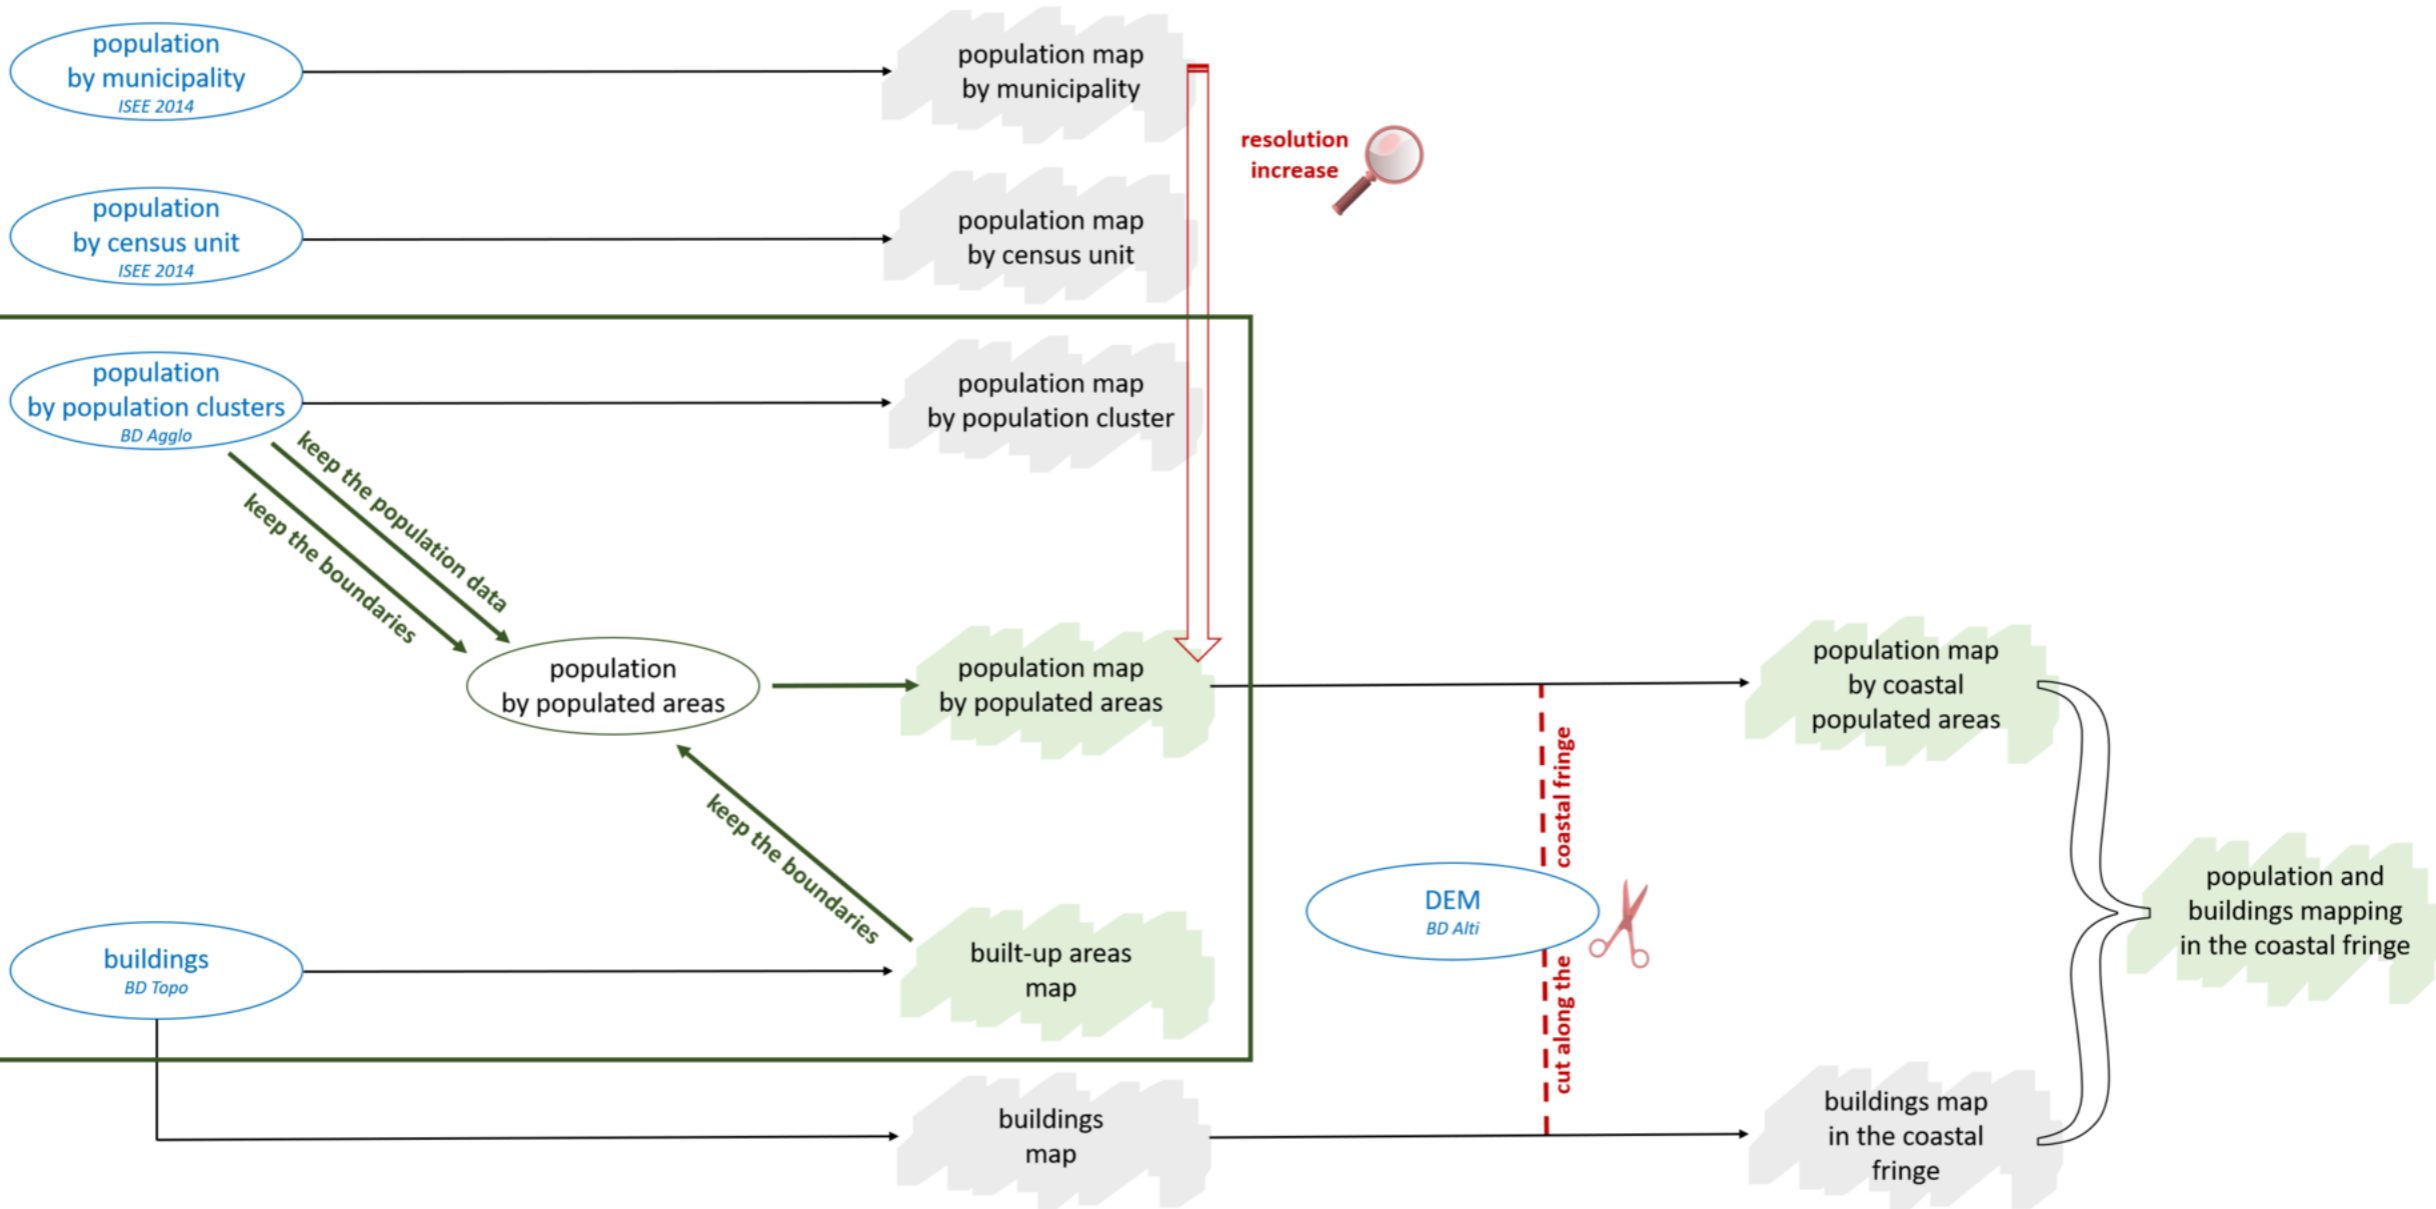 population
by municipality
ISEE 2014
population map
by municipality
resolution
increase
population
by census unit
ISEE 2014
population map
by census unit
population
by population clusters
BD Agglo
population map
by population cluster
keep the population data
keep the boundaries
population
by populated areas
population map
by populated areas
population map
by coastal
populated areas
keep the boundaries
cut along the
coastal fringe
DEM
BD Alti
population and
buildings mapping
in the coastal fringe
buildings
BD Topo
built-up areas
map
buildings
map
buildings map
in the coastal
fringe